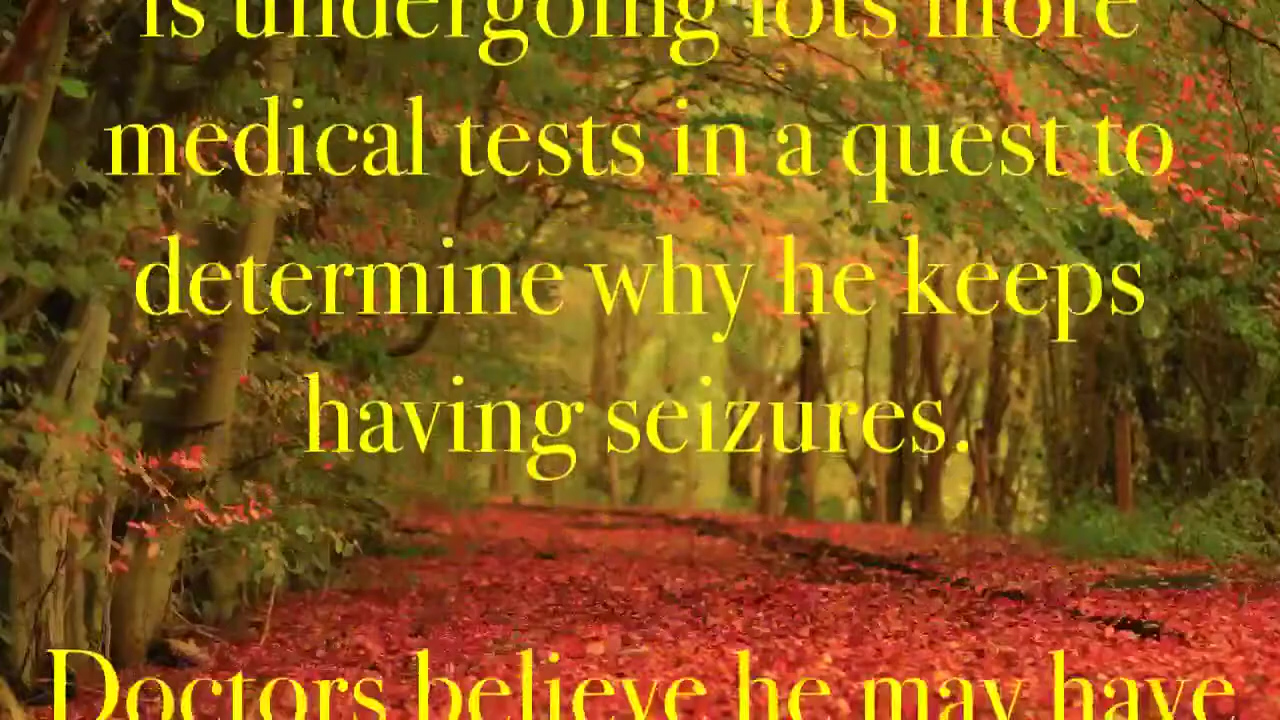 is undergoing lots more
medical tests in a quest to
determine why he keeps
having seizures.
Doctors believe he may have